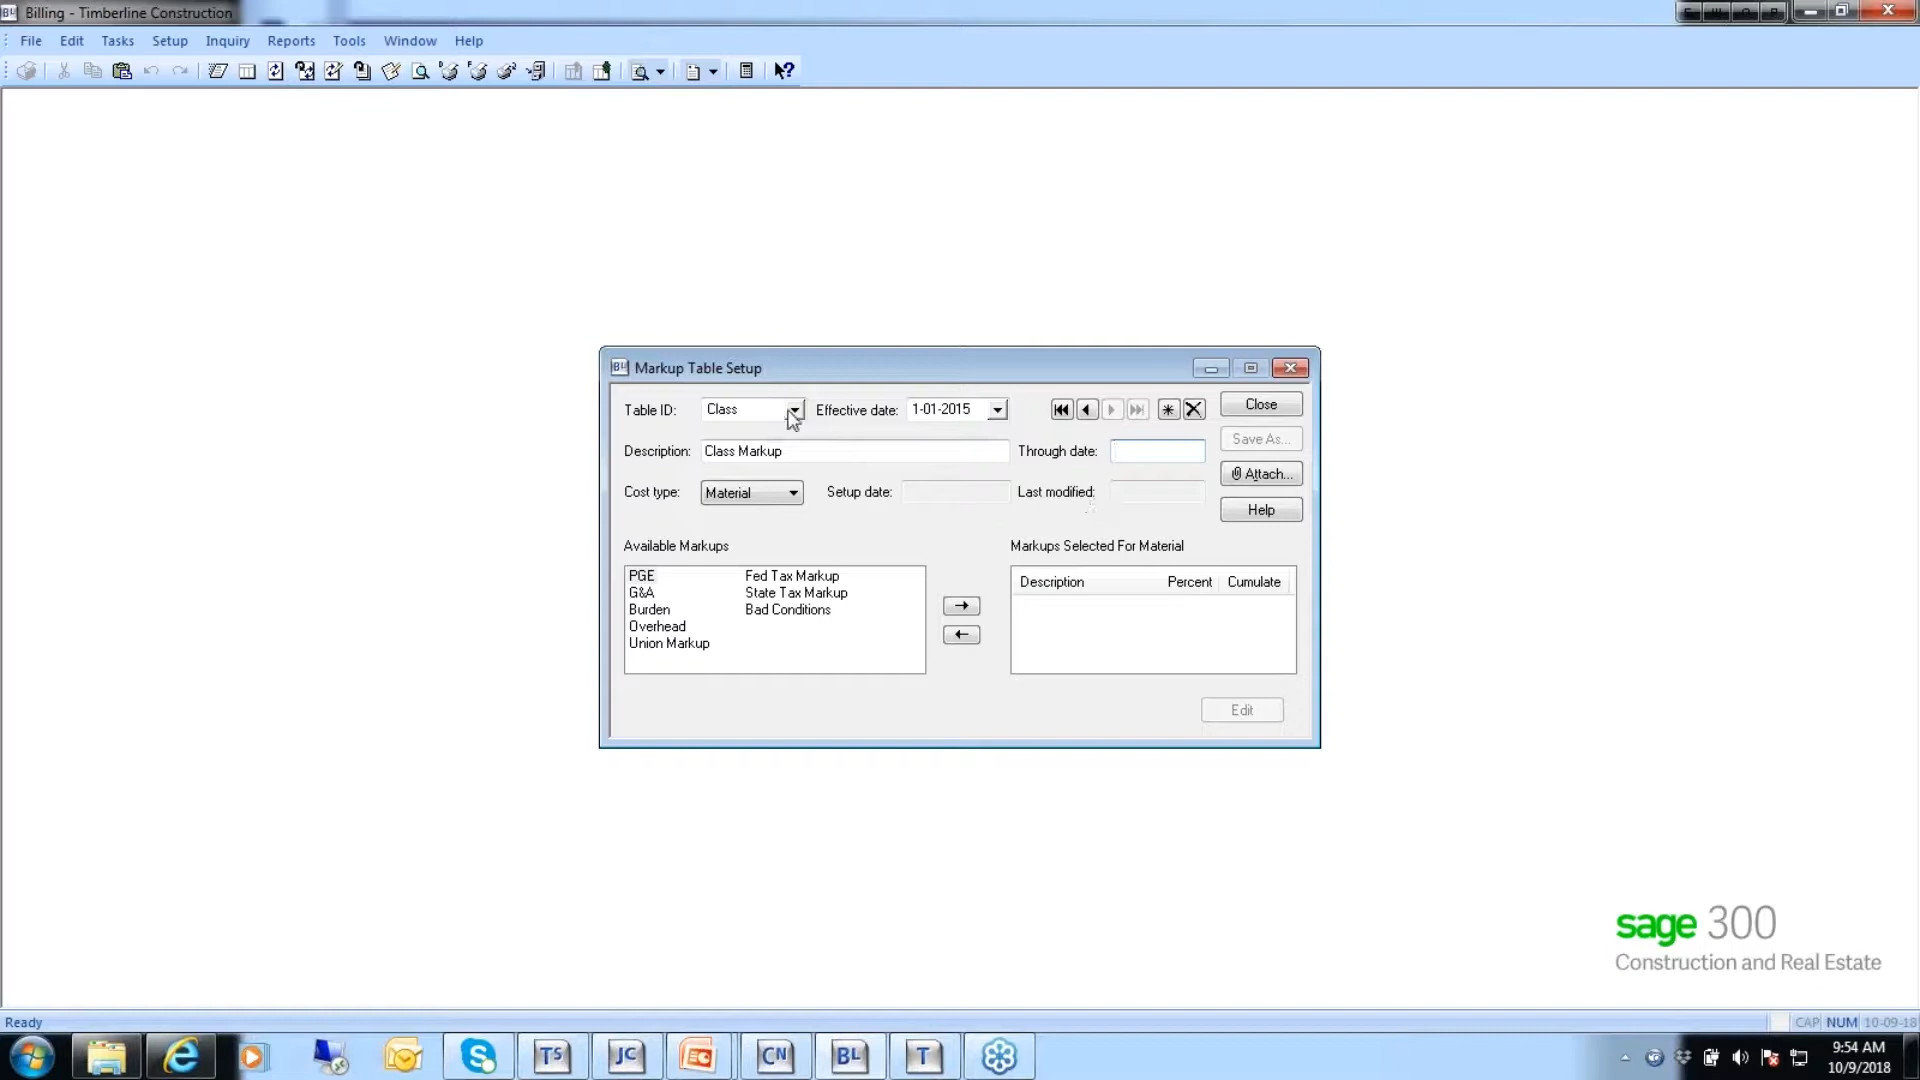 Billing - Timberline Construction
File Edit Tasks Setup Inquiry Reports Tools Window Help
Markup Table Setup
Table ID: Class Effective date: 1-01-2015 Close
Description: Class Markup Through date: Save As...
Cost type: Material Setup date: Last modified: Attach...
Help
Available Markups Markups Selected For Material
PGE Fed Tax Markup Description Percent Cumulate
G&A State Tax Markup
Burden Bad Conditions
Overhead
Union Markup
Edit
sage 300
Construction and Real Estate
Ready CAP NUM 10-09-18
TS JC CN BL T
9:54 AM
10/9/2018